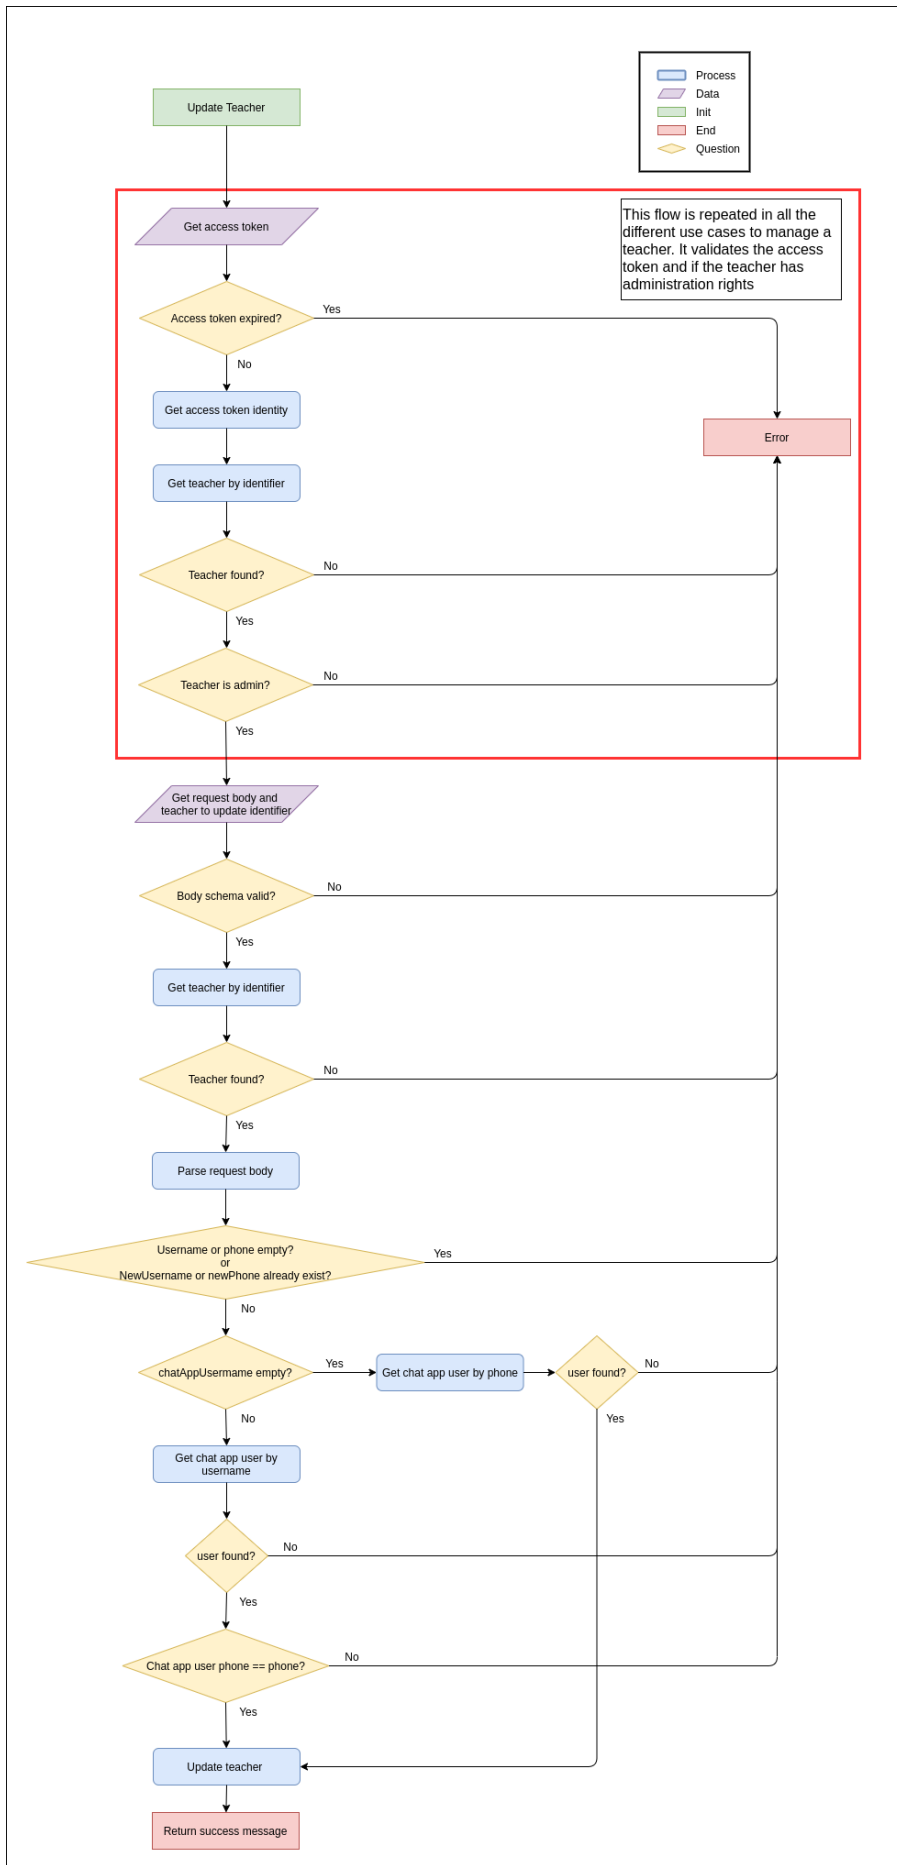 Process
Data
Init
End
Question
Update Teacher
This flow is repeated in all the
different use cases to manage a
teacher. It validates the access
token and if the teacher has
administration rights
Get access token
Access token expired?
Yes
No
Get access token identity
Error
Get teacher by identifier
Teacher found?
No
Yes
Teacher is admin?
No
Yes
Get request body and
teacher to update identifier
Body schema valid?
No
Yes
Get teacher by identifier
Teacher found?
No
Yes
Parse request body
Username or phone empty?
or
NewUsername or newPhone already exist?
Yes
No
chatAppUsermame empty?
Yes
Get chat app user by phone
user found?
No
Yes
No
Get chat app user by
username
user found?
No
Yes
Chat app user phone == phone?
No
Yes
Update teacher
Return success message